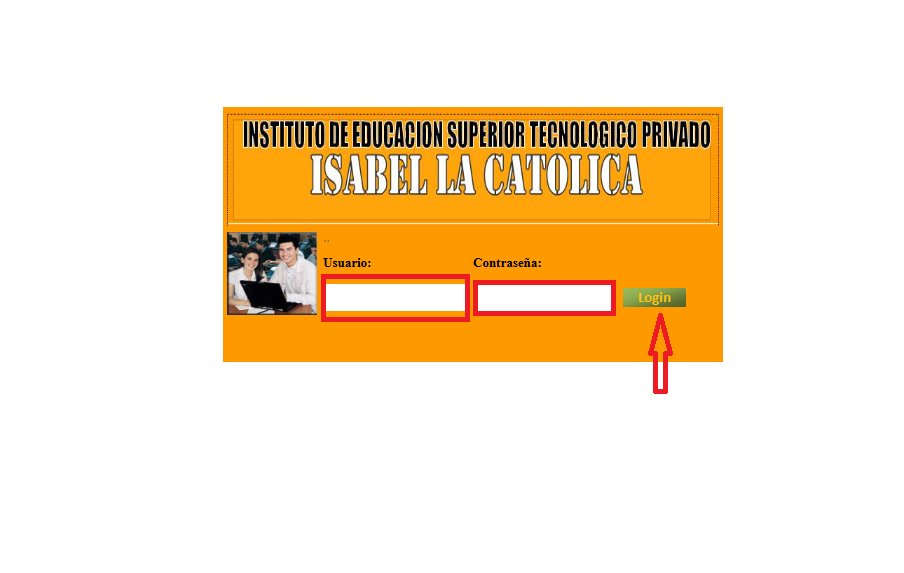 INSTITUTO DE EDUCACION SUPERIOR TECNOLOGICO PRIVADO
ISABEL LA CATOLICA
..
Usuario: Contraseña:
Login